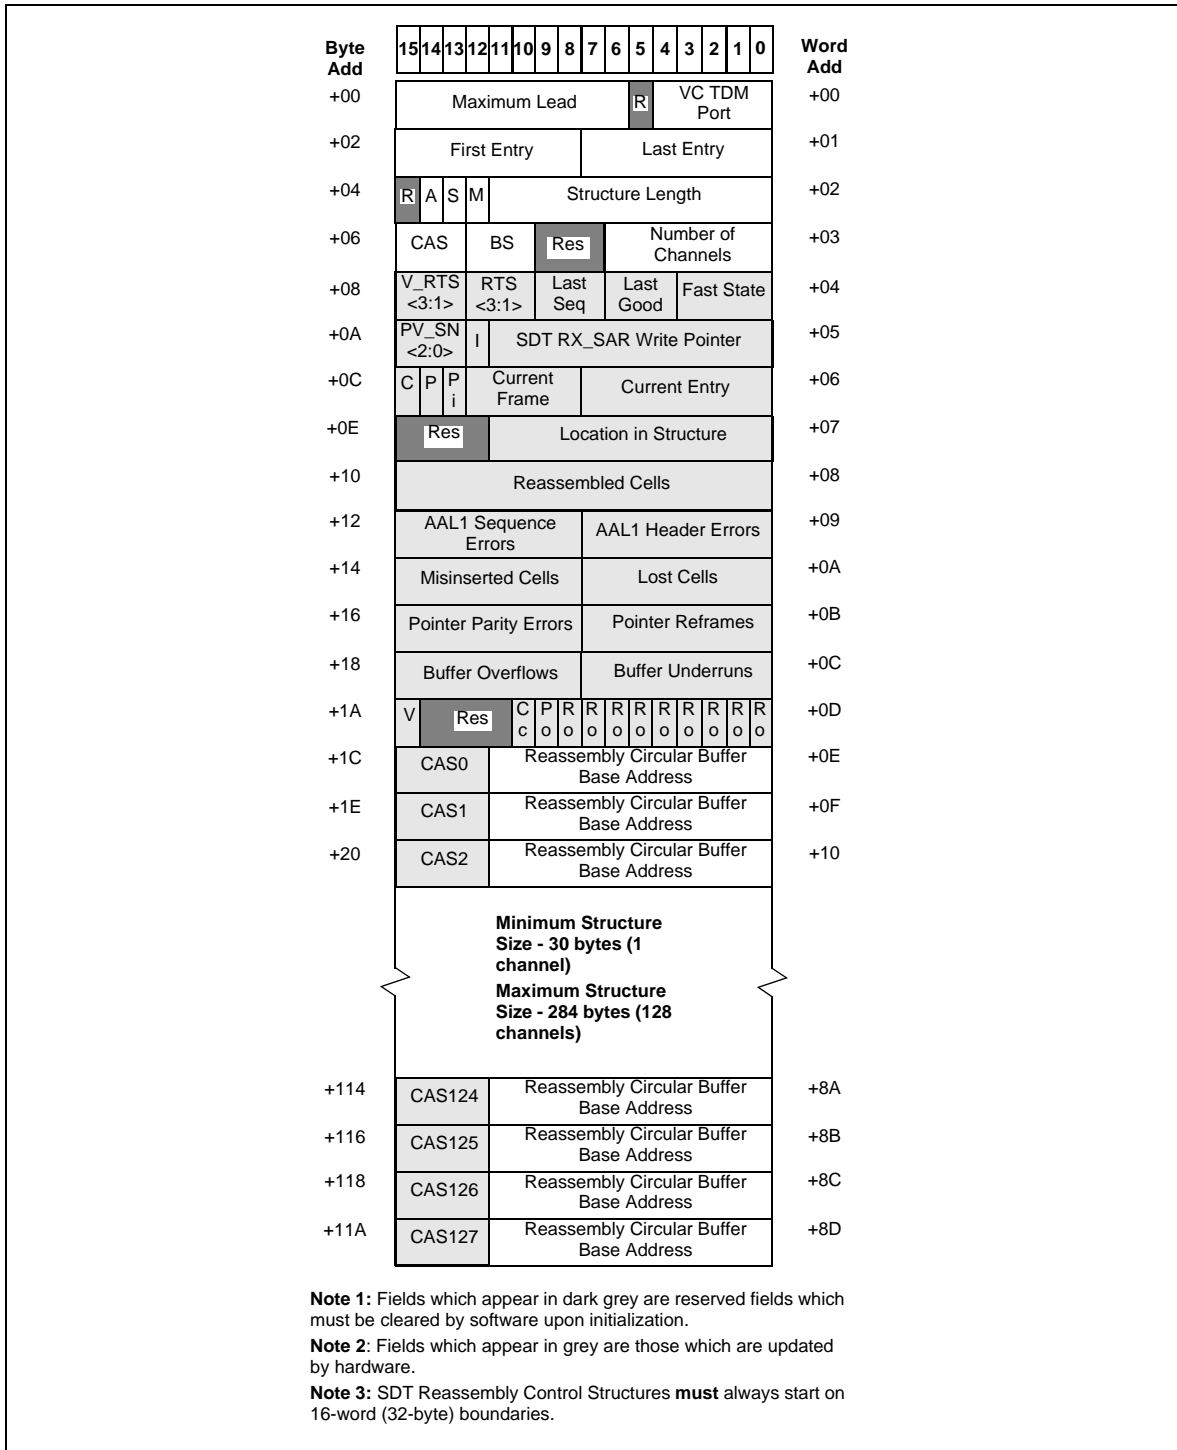 Byte Add 15 14 13 12 11 10 9 8 7 6 5 4 3 2 1 0 Word Add
+00 Maximum Lead R VC TDM Port +00
+02 First Entry Last Entry +01
+04 R A S M Structure Length +02
+06 CAS BS Res Number of Channels +03
+08 V_RTS <3:1> RTS <3:1> Last Seq Last Good Fast State +04
+0A PV_SN <2:0> I SDT RX_SAR Write Pointer +05
+0C C P Pi Current Frame Current Entry +06
+0E Res Location in Structure +07
+10 Reassembled Cells +08
+12 AAL1 Sequence Errors AAL1 Header Errors +09
+14 Misinserted Cells Lost Cells +0A
+16 Pointer Parity Errors Pointer Reframes +0B
+18 Buffer Overflows Buffer Underruns +0C
+1A V Res Cc Po Ro Ro Ro Ro Ro Ro Ro Ro Ro +0D
+1C CAS0 Reassembly Circular Buffer Base Address +0E
+1E CAS1 Reassembly Circular Buffer Base Address +0F
+20 CAS2 Reassembly Circular Buffer Base Address +10
Minimum Structure
Size - 30 bytes (1
channel)
Maximum Structure
Size - 284 bytes (128
channels)
+114 CAS124 Reassembly Circular Buffer Base Address +8A
+116 CAS125 Reassembly Circular Buffer Base Address +8B
+118 CAS126 Reassembly Circular Buffer Base Address +8C
+11A CAS127 Reassembly Circular Buffer Base Address +8D
Note 1: Fields which appear in dark grey are reserved fields which
must be cleared by software upon initialization.
Note 2: Fields which appear in grey are those which are updated
by hardware.
Note 3: SDT Reassembly Control Structures must always start on
16-word (32-byte) boundaries.